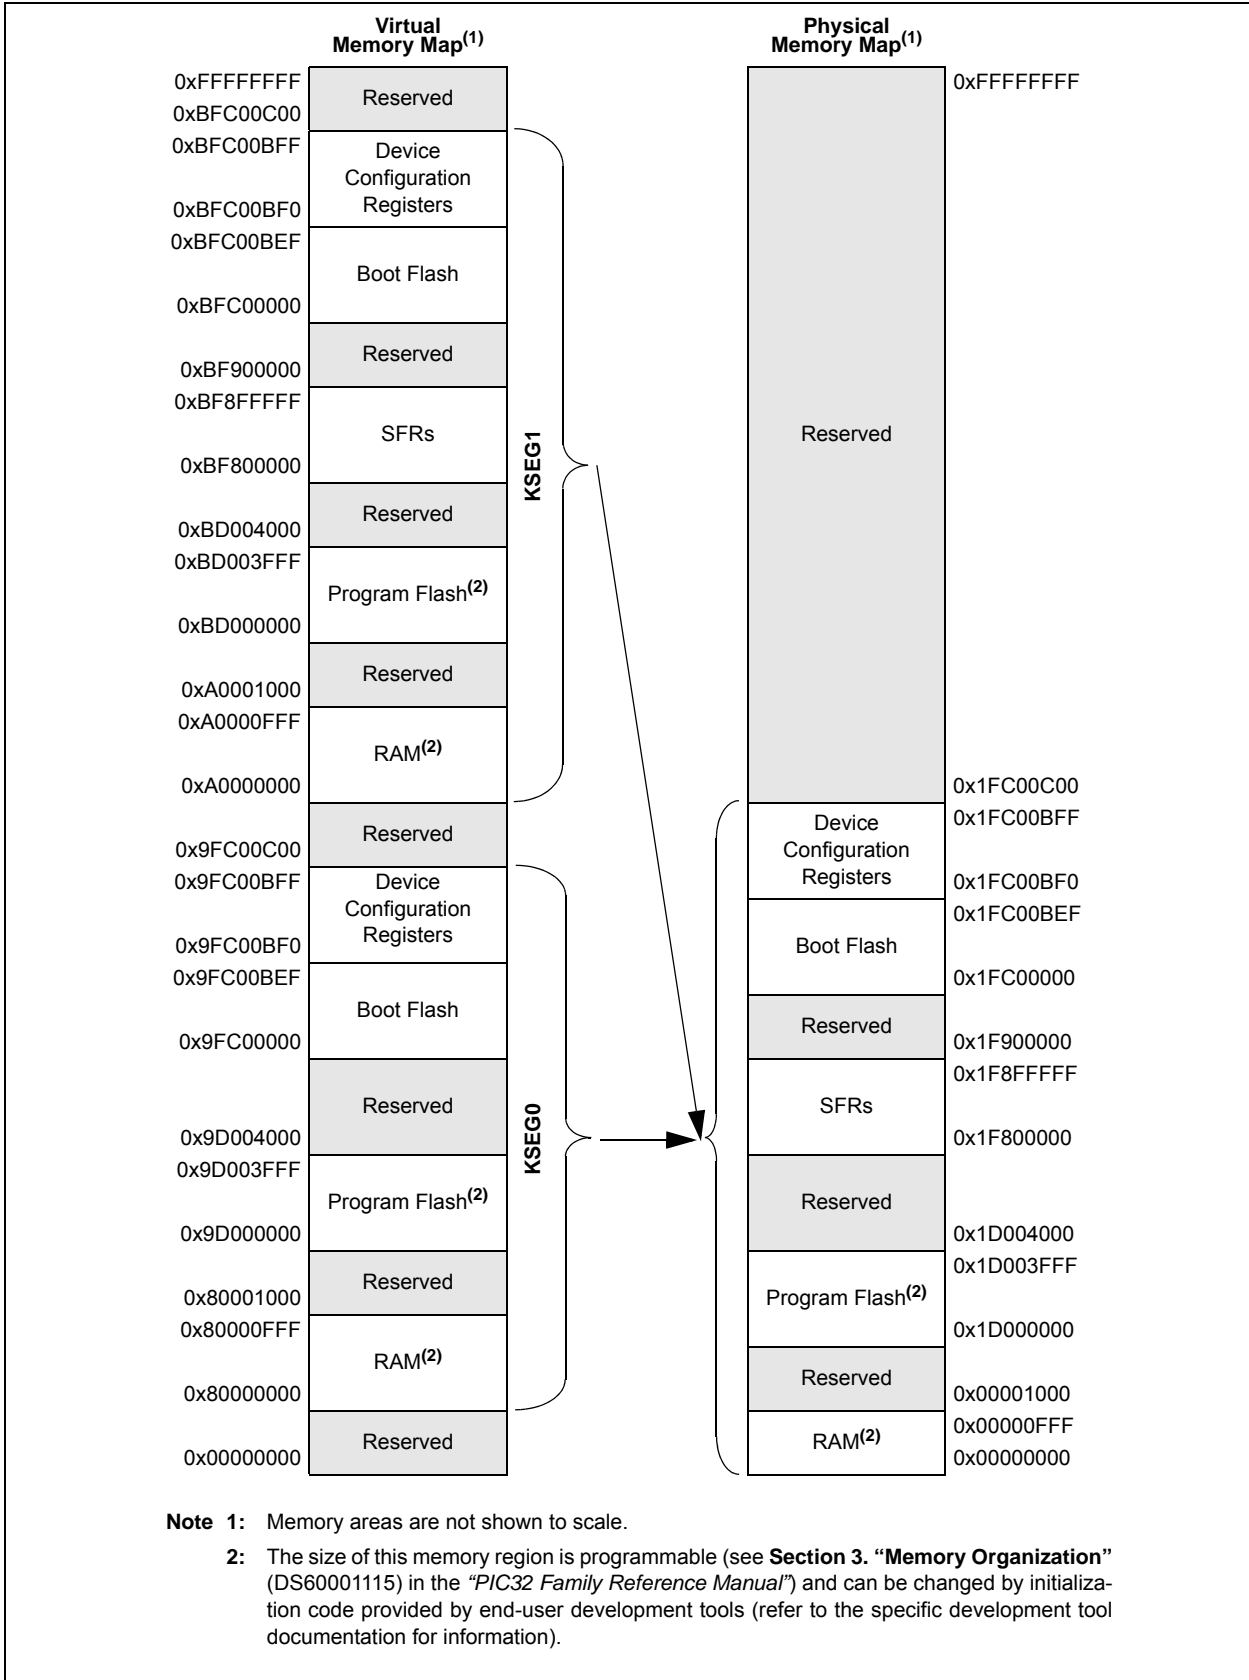 Virtual
Memory Map(1)
0xFFFFFFFF
Reserved
0xBFC00C00
0xBFC00BFF
Device
Configuration
Registers
0xBFC00BF0
0xBFC00BEF
Boot Flash
0xBFC00000
Reserved
0xBF900000
0xBF8FFFFF
SFRs
0xBF800000
Reserved
0xBD004000
0xBD003FFF
Program Flash(2)
0xBD000000
Reserved
0xA0001000
0xA0000FFF
RAM(2)
0xA0000000
Reserved
0x9FC00C00
0x9FC00BFF
Device
Configuration
Registers
0x9FC00BF0
0x9FC00BEF
Boot Flash
0x9FC00000
Reserved
0x9D004000
0x9D003FFF
Program Flash(2)
0x9D000000
Reserved
0x80001000
0x80000FFF
RAM(2)
0x80000000
Reserved
0x00000000
KSEG1
KSEG0
Physical
Memory Map(1)
0xFFFFFFFF
Reserved
0x1FC00C00
0x1FC00BFF
Device
Configuration
Registers
0x1FC00BF0
0x1FC00BEF
Boot Flash
0x1FC00000
Reserved
0x1F900000
0x1F8FFFFF
SFRs
0x1F800000
Reserved
0x1D004000
0x1D003FFF
Program Flash(2)
0x1D000000
Reserved
0x00001000
0x00000FFF
RAM(2)
0x00000000
Note 1: Memory areas are not shown to scale.
2: The size of this memory region is programmable (see Section 3. “Memory Organization”
(DS60001115) in the “PIC32 Family Reference Manual”) and can be changed by initializa-
tion code provided by end-user development tools (refer to the specific development tool
documentation for information).